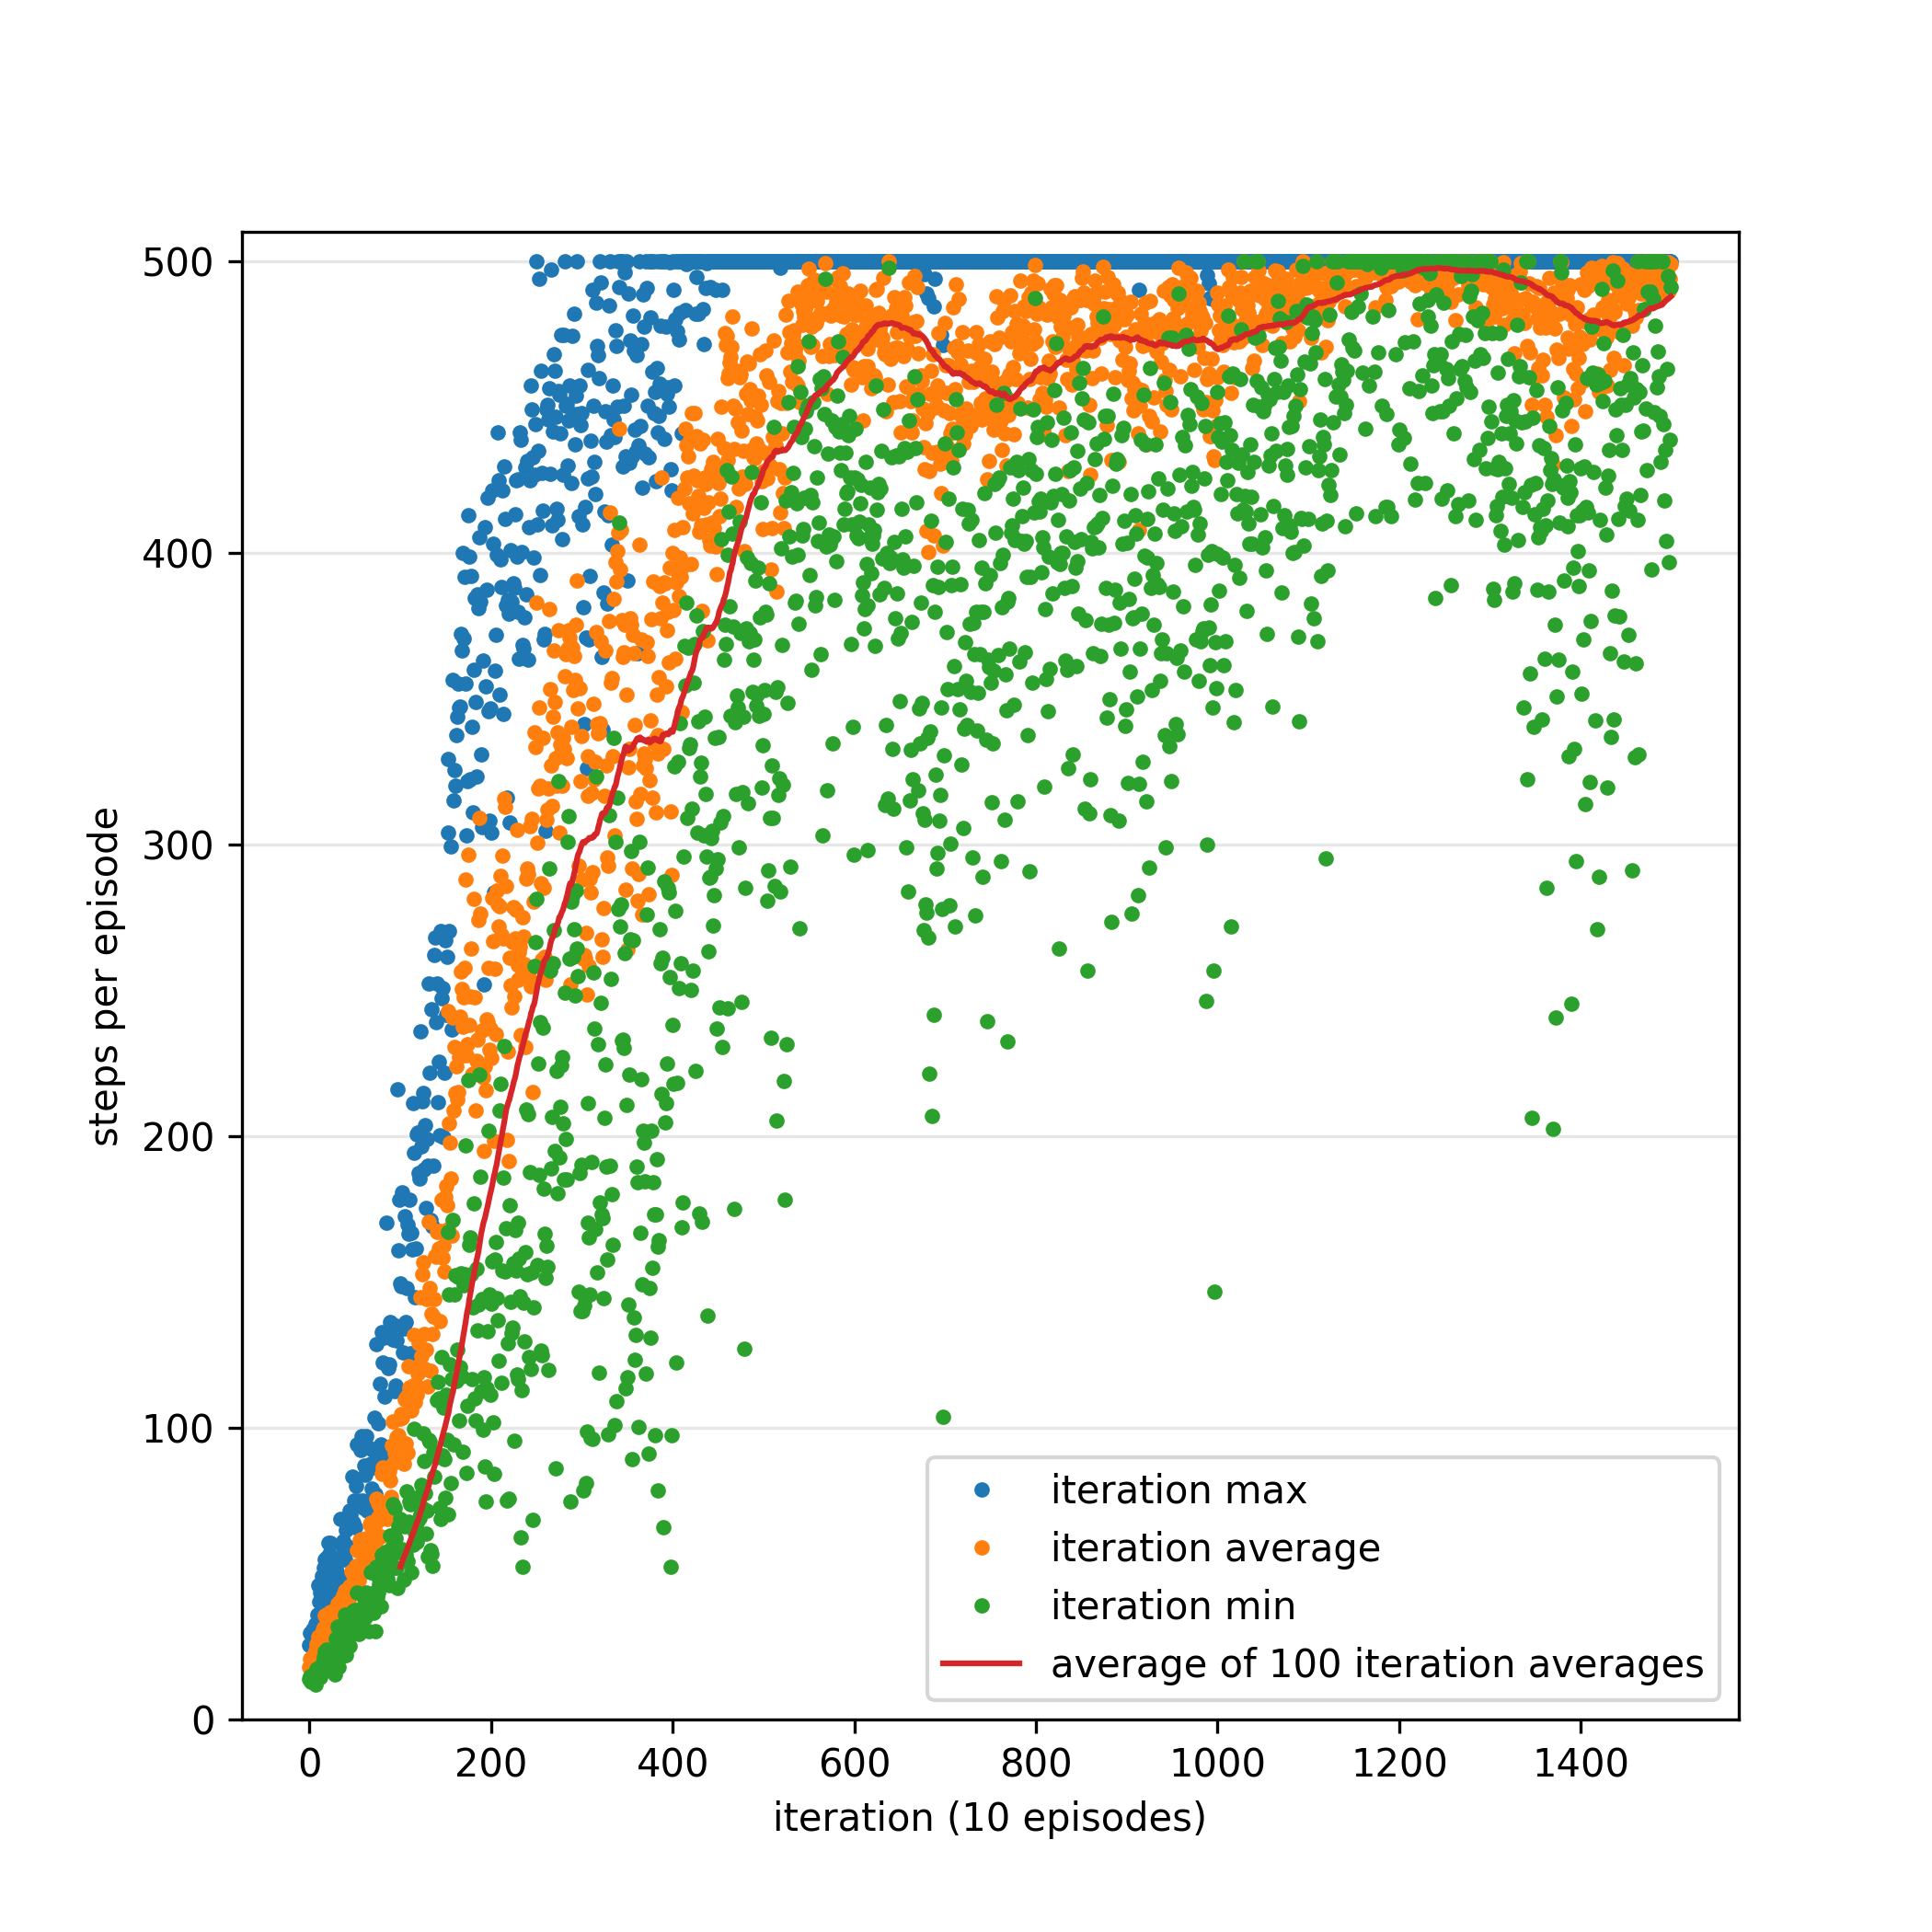 500
400
300
200
100
0
steps per episode
0 200 400 600 800 1000 1200 1400
iteration (10 episodes)
iteration max
iteration average
iteration min
average of 100 iteration averages